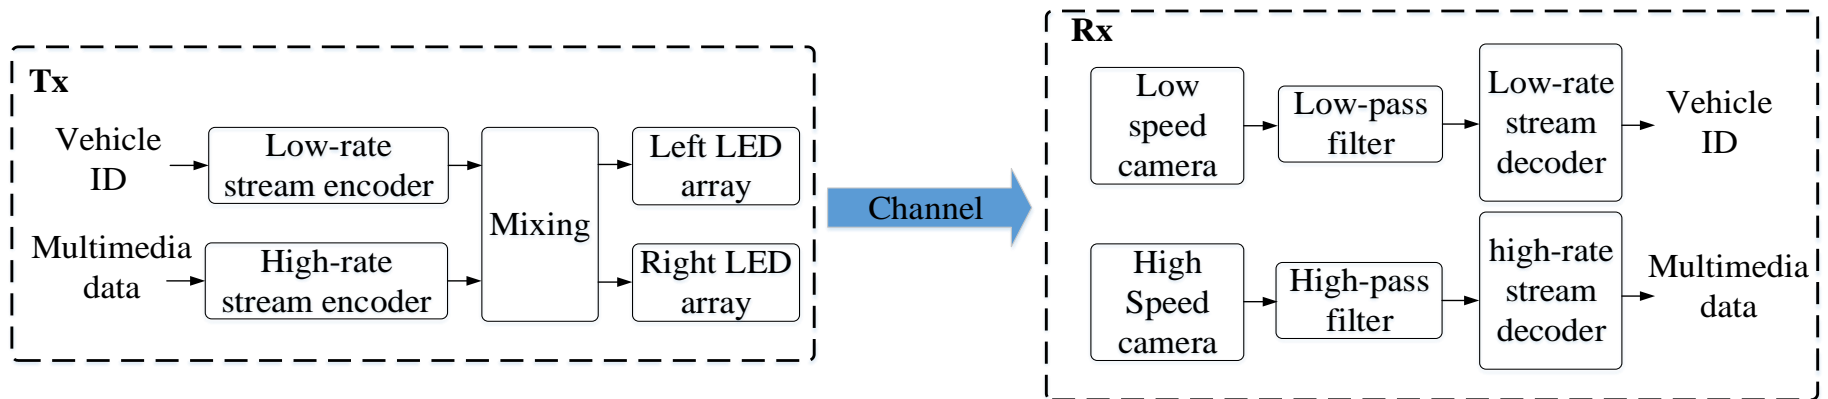 Tx
Vehicle
ID
Low-rate
stream encoder
Multimedia
data
High-rate
stream encoder
Mixing
Left LED
array
Right LED
array
Channel
Rx
Low
speed
camera
Low-pass
filter
Low-rate
stream
decoder
Vehicle
ID
High
Speed
camera
High-pass
filter
high-rate
stream
decoder
Multimedia
data